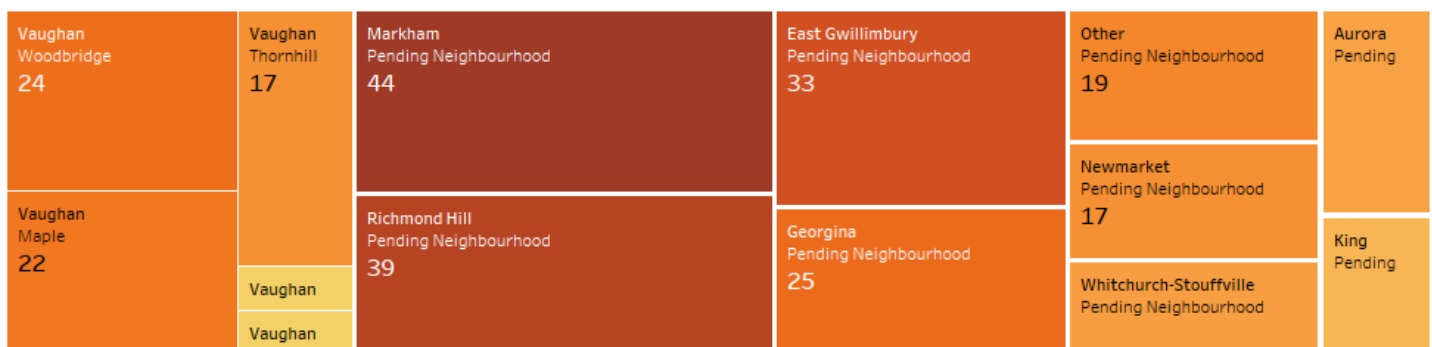 Vaughan
Woodbridge
24
Vaughan
Maple
22
Vaughan
Thornhill
17
Vaughan
Vaughan
Markham
Pending Neighbourhood
44
Richmond Hill
Pending Neighbourhood
39
East Gwillimbury
Pending Neighbourhood
33
Georgina
Pending Neighbourhood
25
Other
Pending Neighbourhood
19
Newmarket
Pending Neighbourhood
17
Whitchurch-Stouffville
Pending Neighbourhood
Aurora
Pending
King
Pending